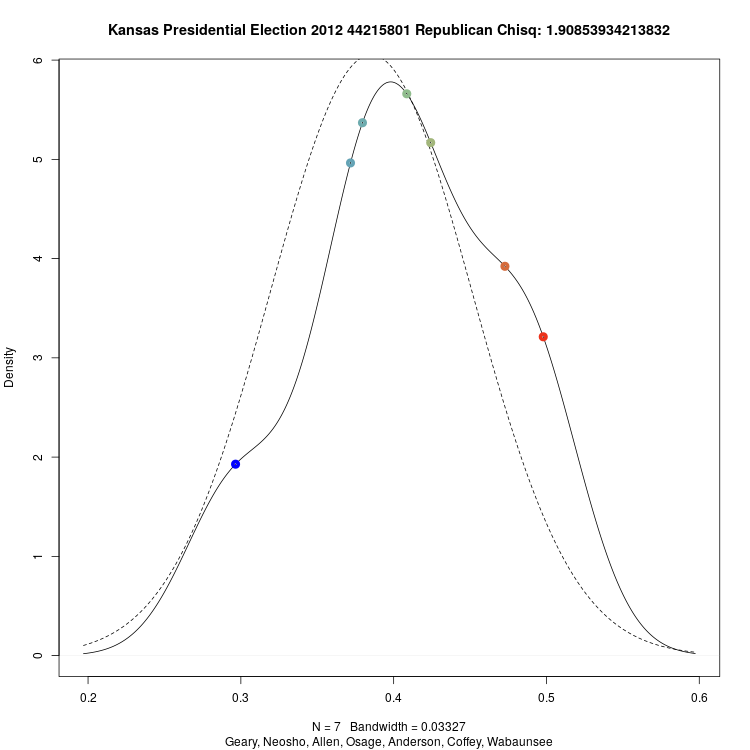 Kansas Presidential Election 2012 44215801 Republican Chisq: 1.90853934213832
6
5
4
3
2
1
0
Density
0.2 0.3 0.4 0.5 0.6
N = 7 Bandwidth = 0.03327
Geary, Neosho, Allen, Osage, Anderson, Coffey, Wabaunsee